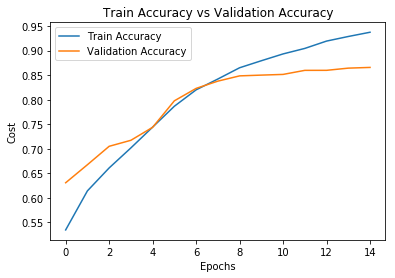 Train Accuracy vs Validation Accuracy
Train Accuracy
Validation Accuracy
0.95
0.90
0.85
0.80
0.75
0.70
0.65
0.60
0.55
Cost
0 2 4 6 8 10 12 14
Epochs